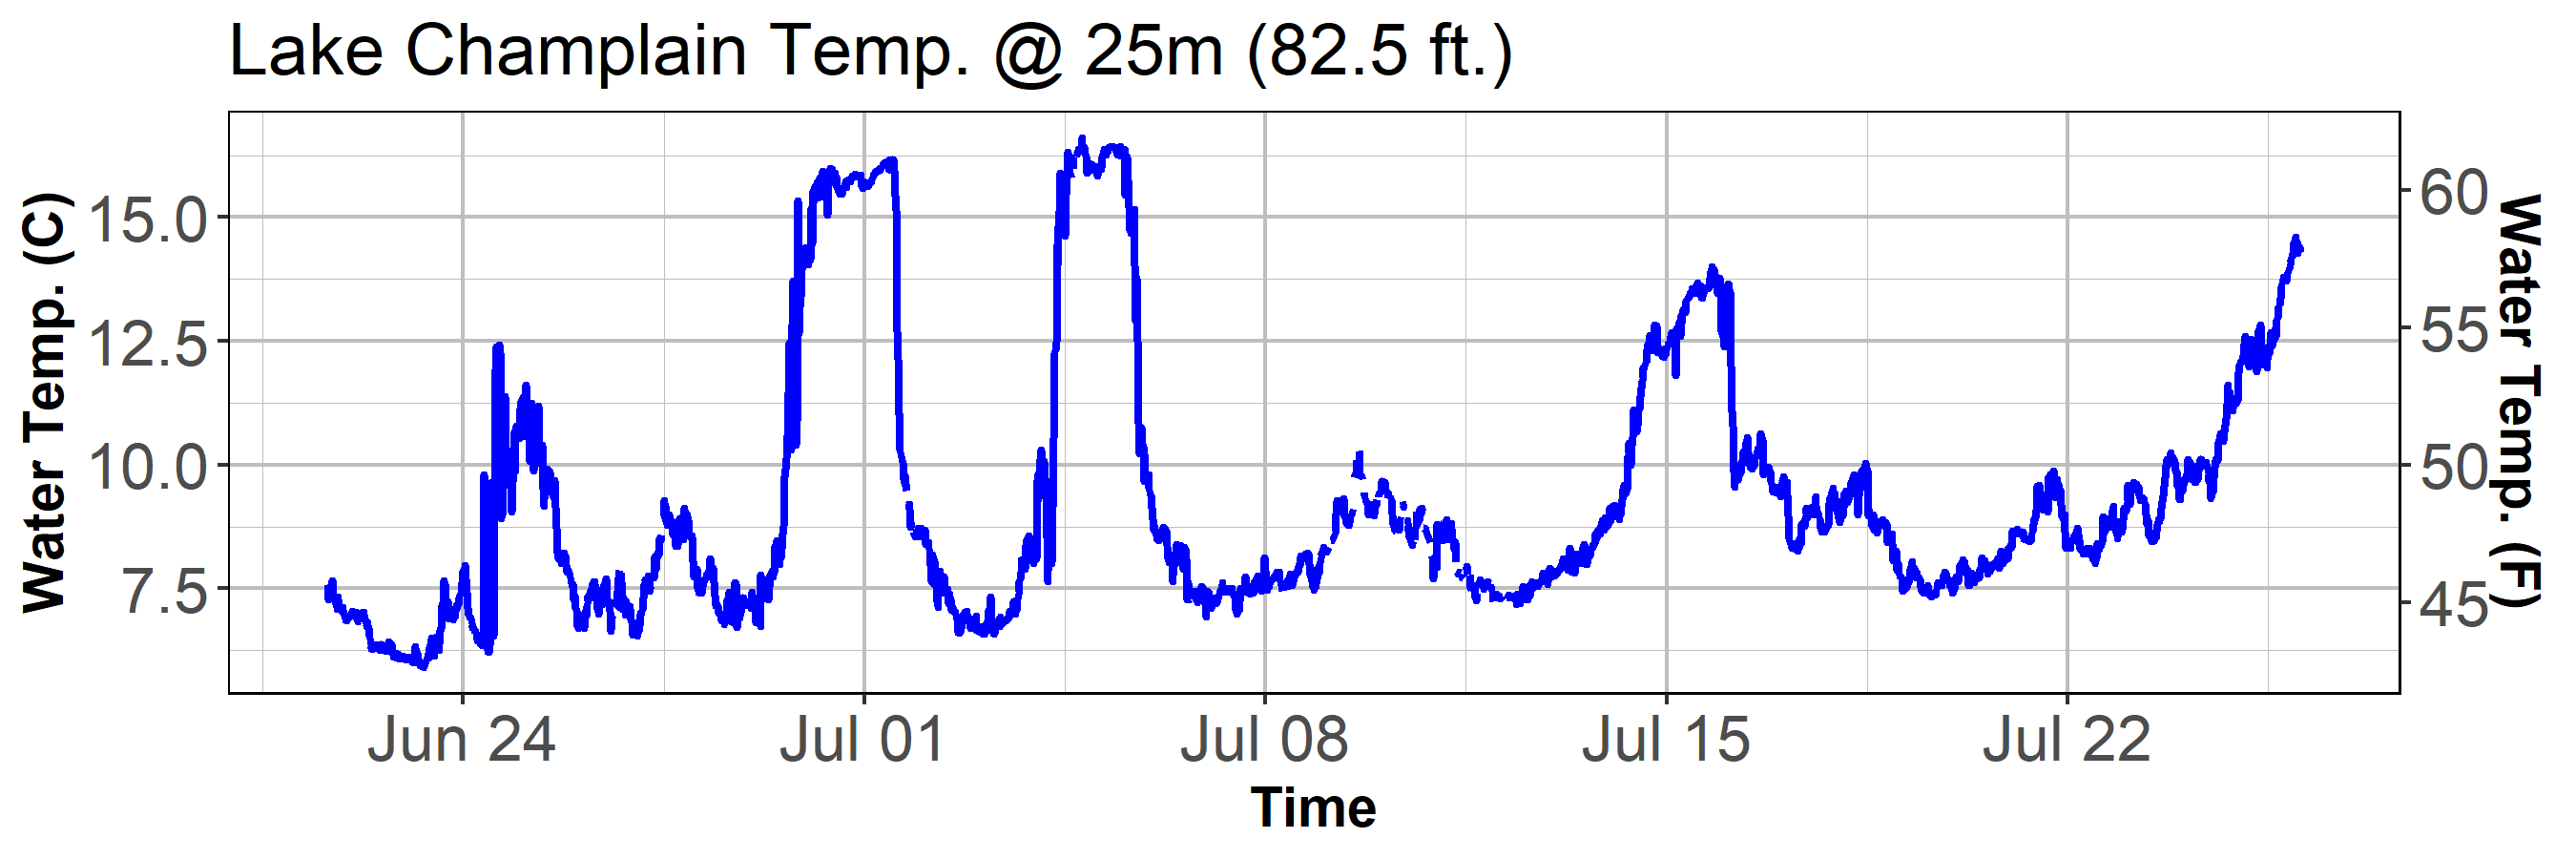 Lake Champlain Temp. @ 25m (82.5 ft.)
Water Temp. (C)
15.0
12.5
10.0
7.5
60
55
50
45
Water Temp. (F)
Jun 24
Jul 01
Jul 08
Jul 15
Jul 22
Time